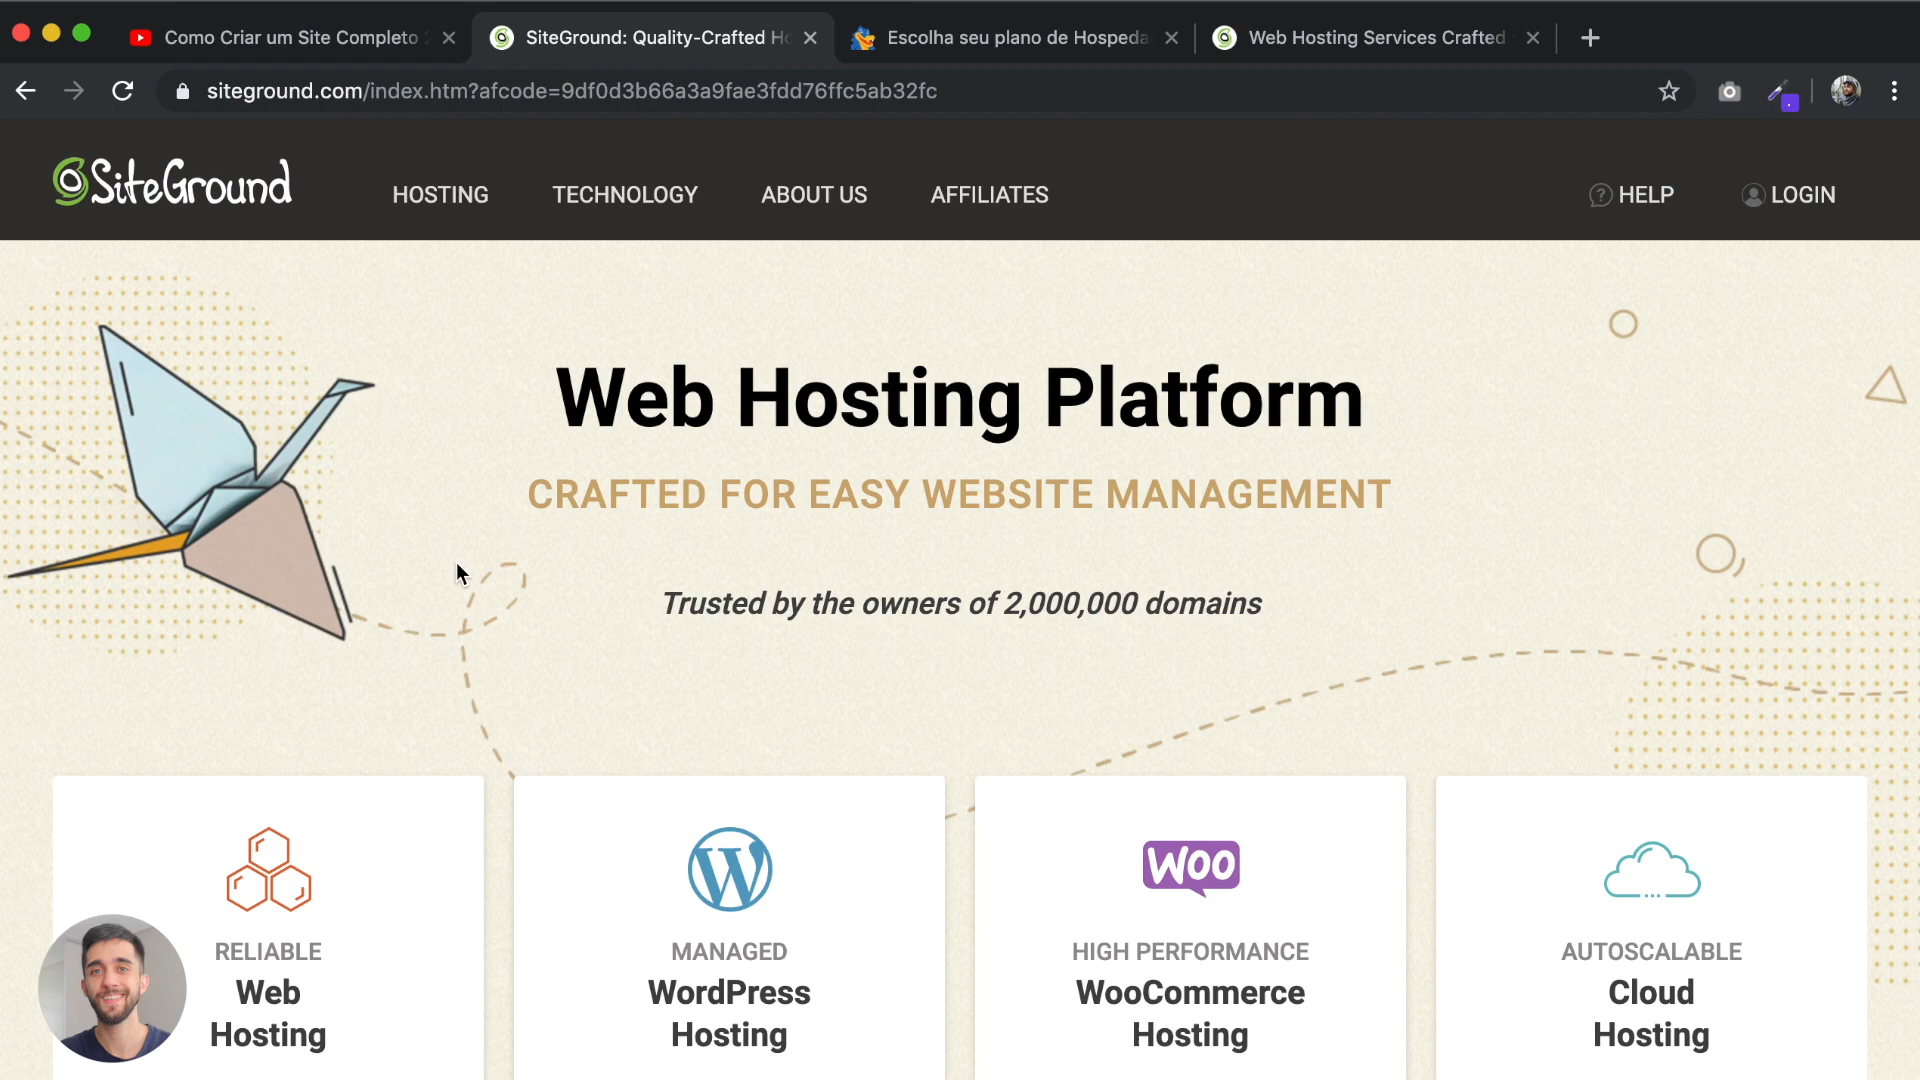 Como Criar um Site Completo
SiteGround: Quality-Crafted
Escolha seu plano de Hospeda
Web Hosting Services Crafted
siteground.com/index.htm?afcode=9df0d3b66a3a9fae3fdd76ffc5ab32fc
SiteGround
HOSTING TECHNOLOGY ABOUT US AFFILIATES
HELP LOGIN
Web Hosting Platform
CRAFTED FOR EASY WEBSITE MANAGEMENT
Trusted by the owners of 2,000,000 domains
RELIABLE
Web
Hosting
MANAGED
WordPress
Hosting
WOO
HIGH PERFORMANCE
WooCommerce
Hosting
AUTOSCALABLE
Cloud
Hosting